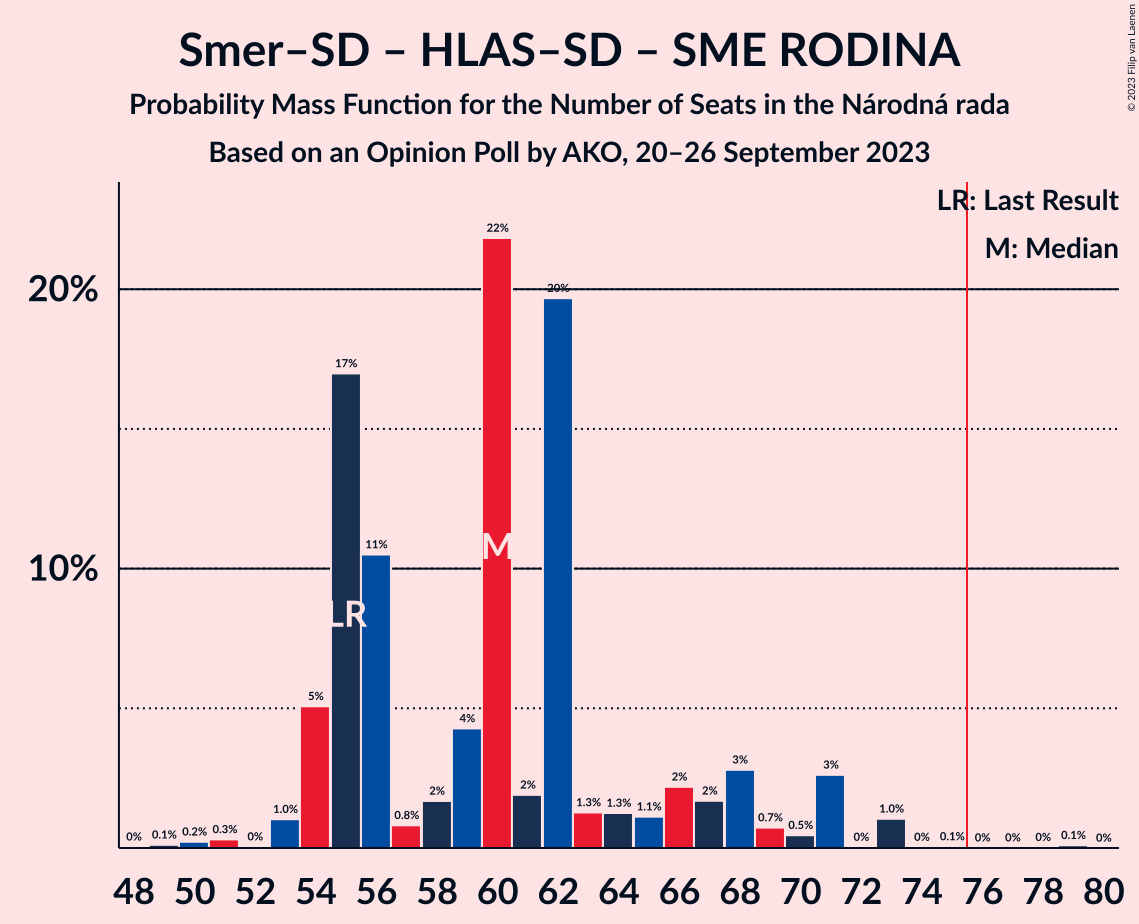 Smer–SD – HLAS–SD – SME RODINA
Probability Mass Function for the Number of Seats in the Národná rada
Based on an Opinion Poll by AKO, 20–26 September 2023
© 2023 Filip van Laenen
LR: Last Result
M: Median
20%
10%
0% 0.1% 0.2% 0.3% 0% 1.0% 5% 17% 11% 0.8% 2% 4% 22% 2% 20% 1.3% 1.3% 1.1% 2% 2% 3% 0.7% 0.5% 3% 0% 1.0% 0% 0.1% 0% 0% 0% 0.1% 0%
LR
M
48 50 52 54 56 58 60 62 64 66 68 70 72 74 76 78 80